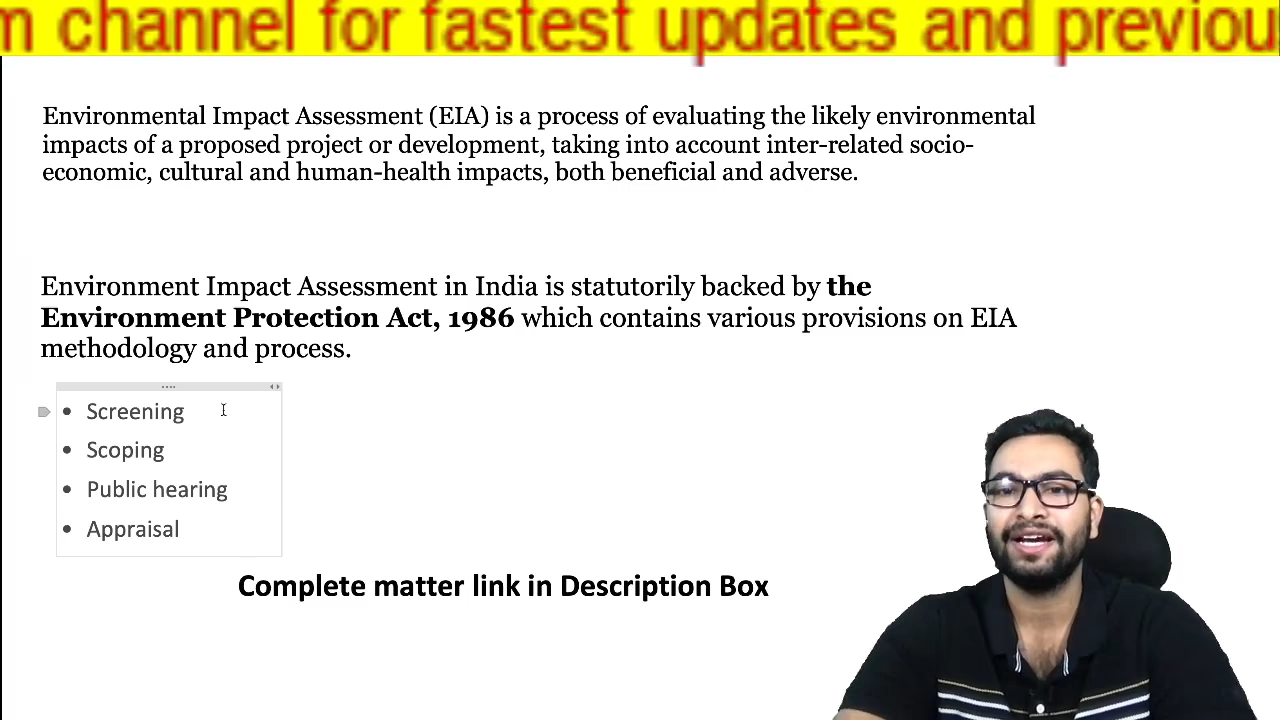 m channel for fastest updates and previou
Environmental Impact Assessment (EIA) is a process of evaluating the likely environmental
impacts of a proposed project or development, taking into account inter-related socio-
economic, cultural and human-health impacts, both beneficial and adverse.
Environment Impact Assessment in India is statutorily backed by the
Environment Protection Act, 1986 which contains various provisions on EIA
methodology and process.
• Screening
• Scoping
• Public hearing
• Appraisal
Complete matter link in Description Box